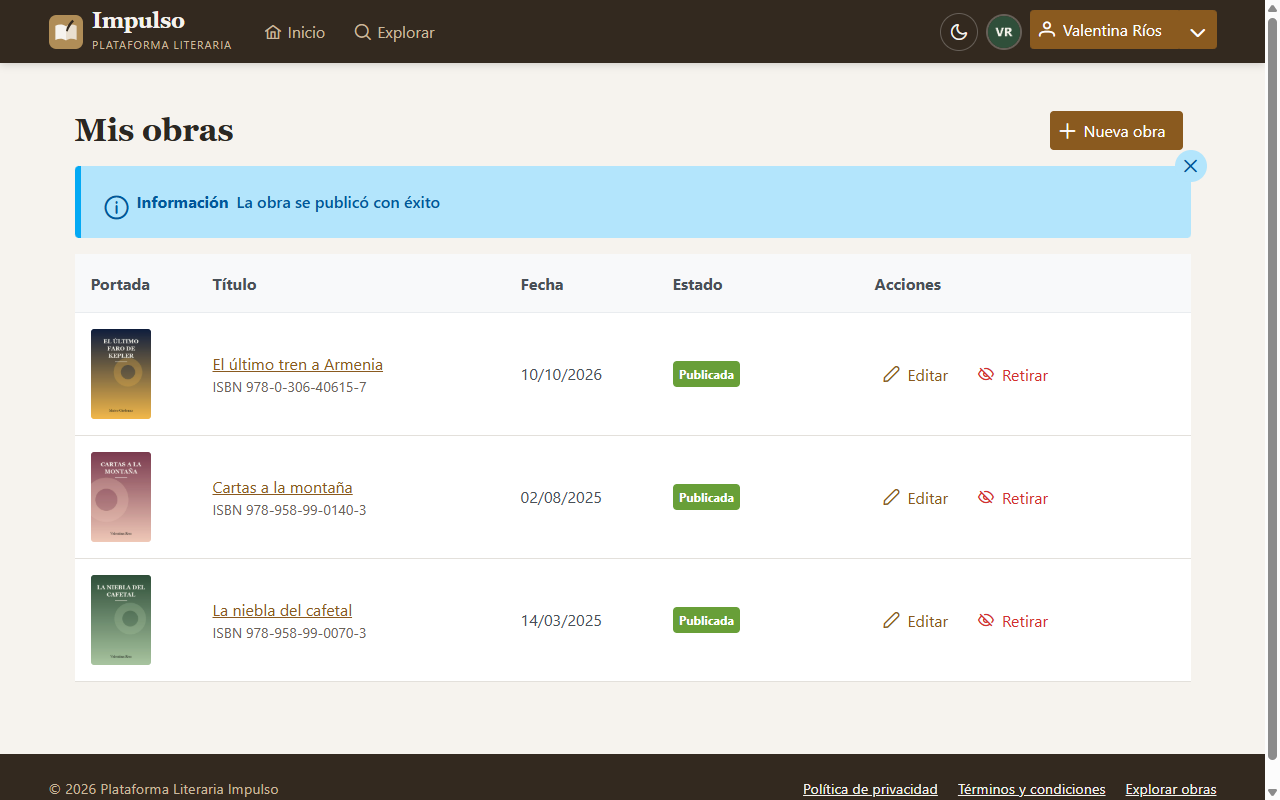 Impulso
PLATAFORMA LITERARIA
Inicio
Explorar
VR
Valentina Ríos
Mis obras
Nueva obra
Información La obra se publicó con éxito
Portada Título Fecha Estado Acciones
EL ÚLTIMO
FARO DE
KEPLER
El último tren a Armenia
ISBN 978-0-306-40615-7
10/10/2026
Publicada
Editar
Retirar
CARTAS A LA
MONTAÑA
Cartas a la montaña
ISBN 978-958-99-0140-3
02/08/2025
Publicada
Editar
Retirar
LA NIEBLA DEL
CAFETAL
La niebla del cafetal
ISBN 978-958-99-0070-3
14/03/2025
Publicada
Editar
Retirar
© 2026 Plataforma Literaria Impulso
Política de privacidad
Términos y condiciones
Explorar obras